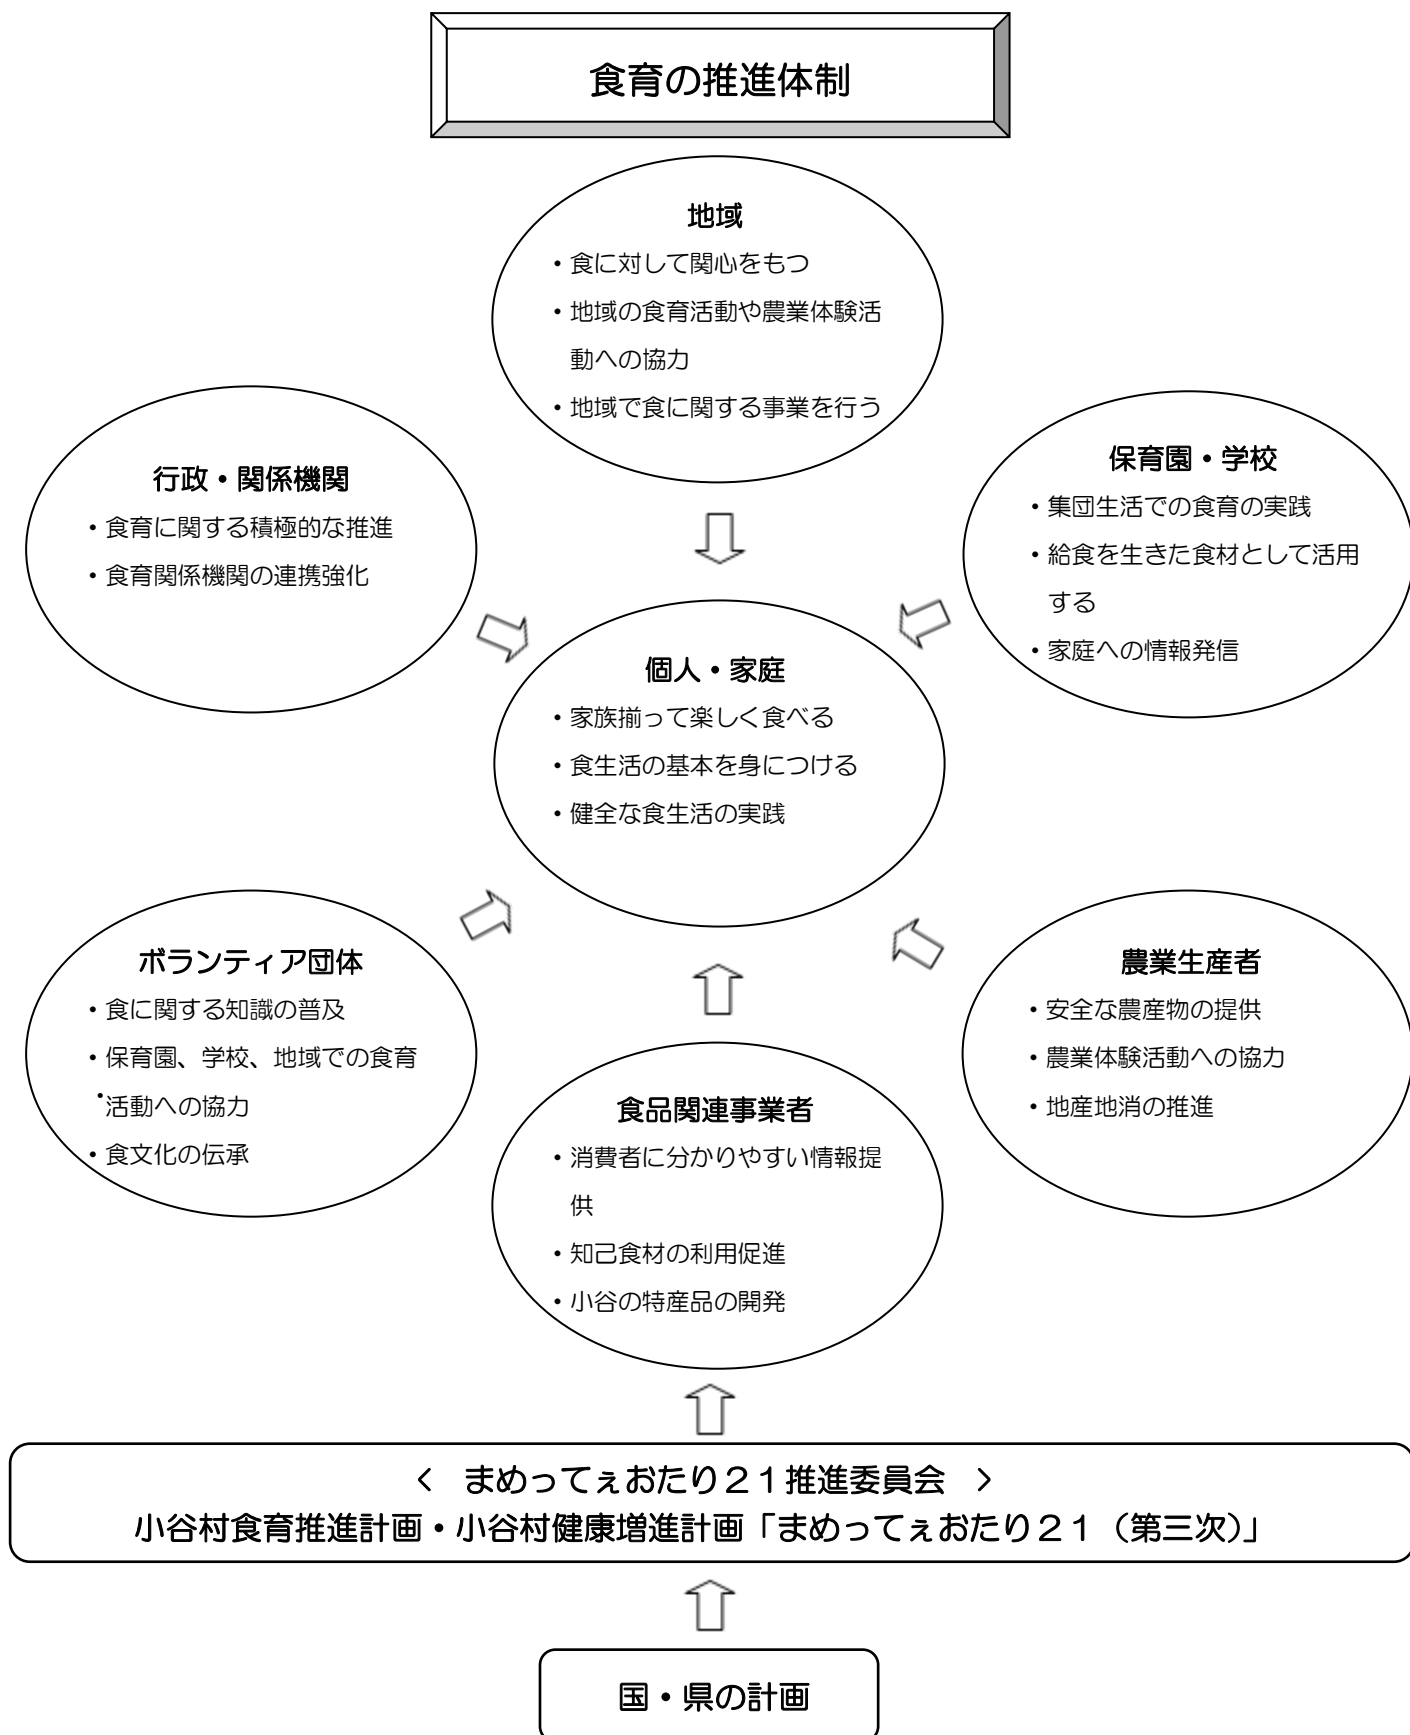 食育の推進体制
地域
・食に対して関心をもつ
・地域の食育活動や農業体験活
動への協力
・地域で食に関する事業を行う
行政・関係機関
・食育に関する積極的な推進
・食育関係機関の連携強化
保育園・学校
・集団生活での食育の実践
・給食を生きた食材として活用
する
・家庭への情報発信
個人・家庭
・家族揃って楽しく食べる
・食生活の基本を身につける
・健全な食生活の実践
ボランティア団体
・食に関する知識の普及
・保育園、学校、地域での食育
・活動への協力
・食文化の伝承
農業生産者
・安全な農産物の提供
・農業体験活動への協力
・地産地消の推進
食品関連事業者
・消費者に分かりやすい情報提
供
・知己食材の利用促進
・小谷の特産品の開発
〈 まめってぇおたり２１推進委員会 〉
小谷村食育推進計画・小谷村健康増進計画「まめってぇおたり２１（第三次）」
国・県の計画